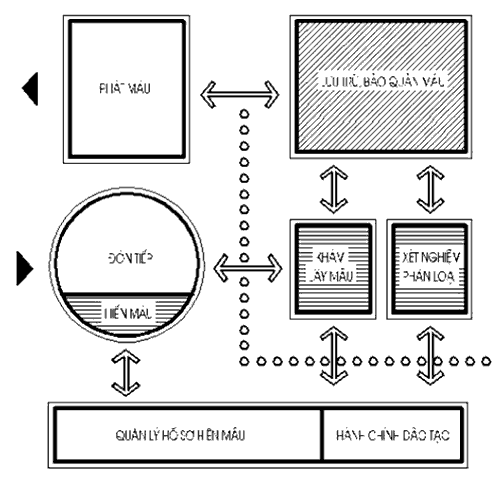 PHÁT MÁU
LƯU TRỮ, BẢO QUẢN MÁU
ĐÓN TIẾP
HIẾN MÁU
KHÁM
LẤY MÁU
XÉT NGHIỆM
PHÂN LOẠI
QUẢN LÝ HỒ SƠ HIẾN MÁU
HÀNH CHÍNH ĐÀO TẠO